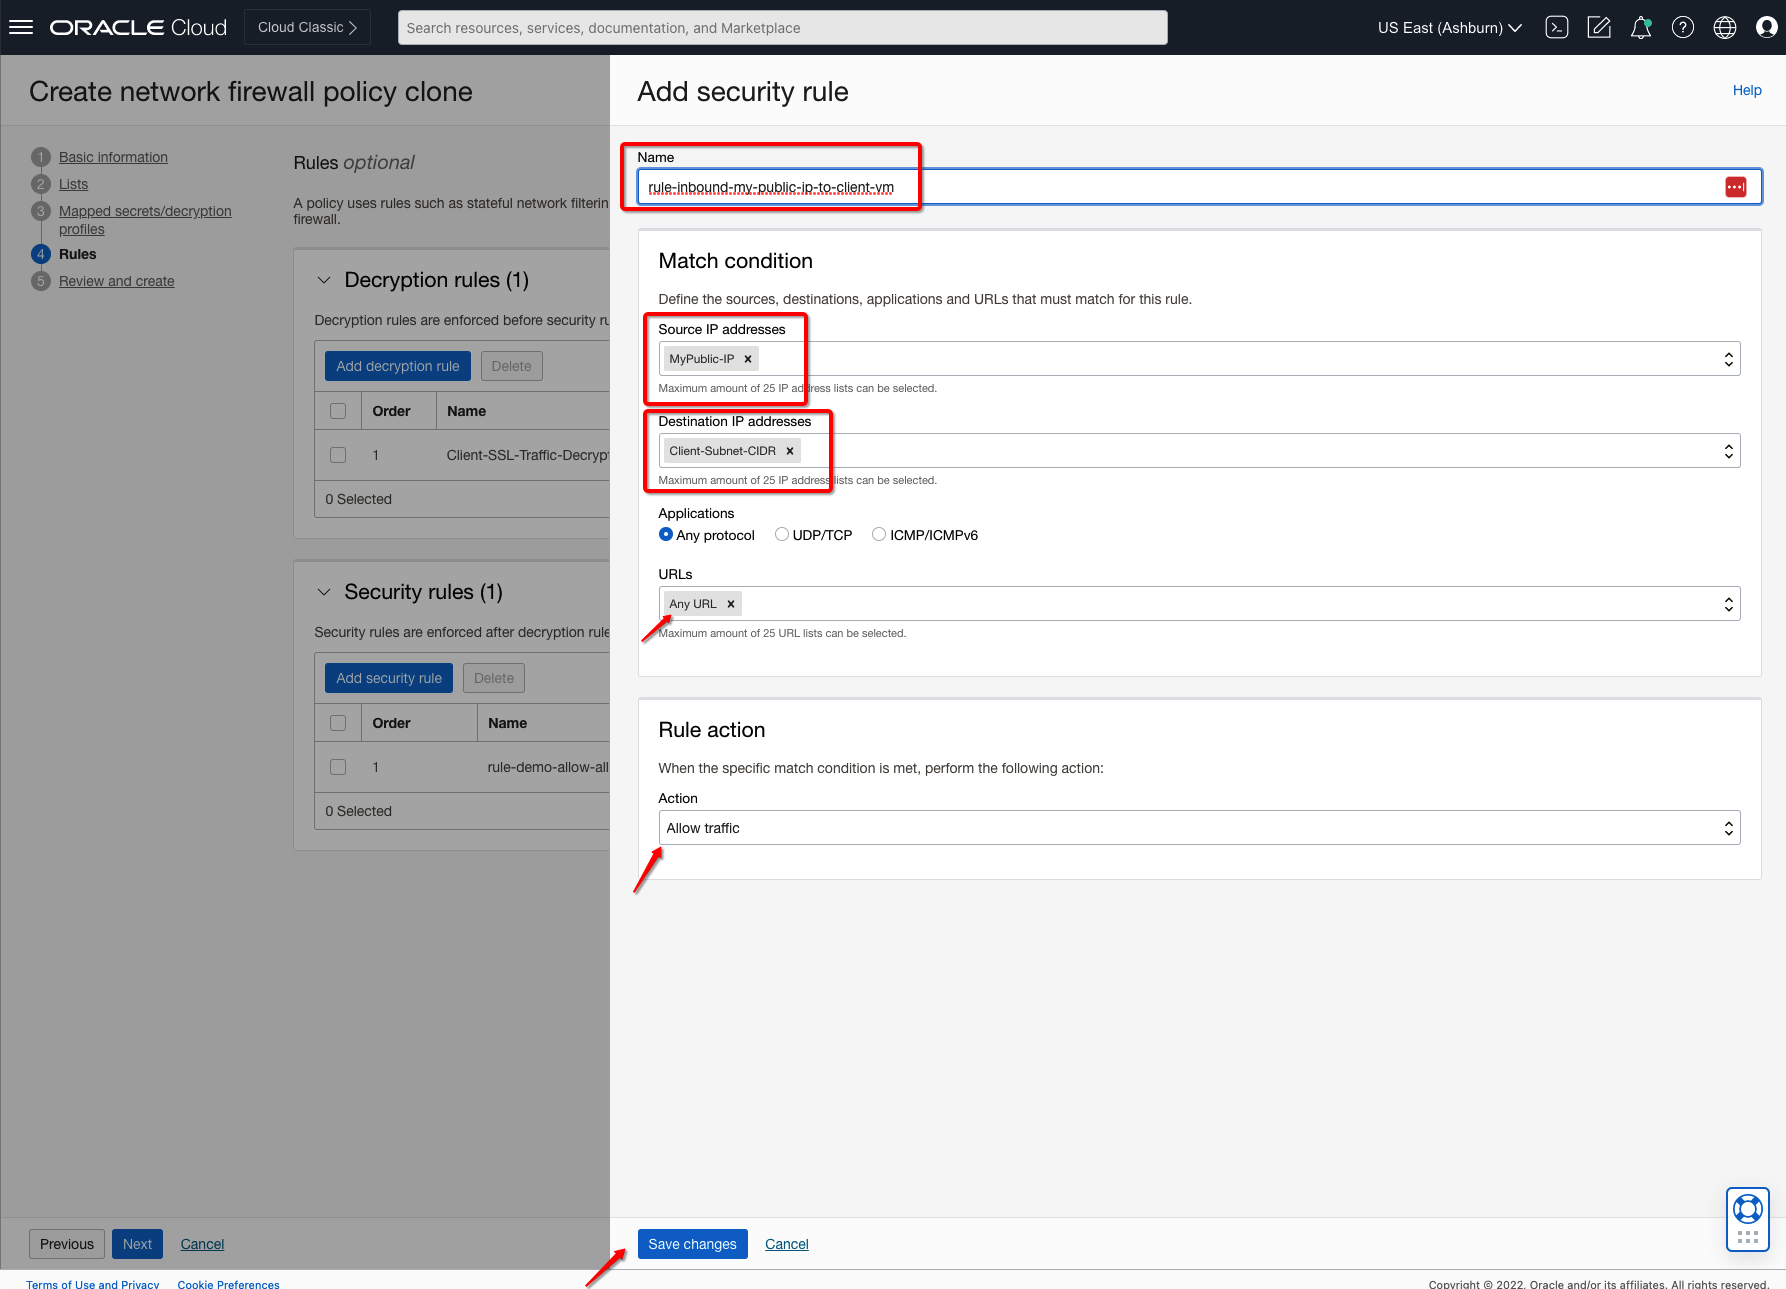 ORACLE Cloud
Cloud Classic
Search resources, services, documentation, and Marketplace
US East (Ashburn)
Create network firewall policy clone
1 Basic information
2 Lists
3 Mapped secrets/decryption
profiles
4 Rules
5 Review and create
Rules optional
A policy uses rules such as stateful network filterin
firewall.
Decryption rules (1)
Decryption rules are enforced before security ru
Add decryption rule
Delete
Order Name
1 Client-SSL-Traffic-Decrypt
0 Selected
Security rules (1)
Security rules are enforced after decryption rule
Add security rule
Delete
Order Name
1 rule-demo-allow-all
0 Selected
Previous
Next
Cancel
Add security rule
Help
Name
rule-inbound-my-public-ip-to-client-vm
Match condition
Define the sources, destinations, applications and URLs that must match for this rule.
Source IP addresses
MyPublic-IP ×
Maximum amount of 25 IP address lists can be selected.
Destination IP addresses
Client-Subnet-CIDR ×
Maximum amount of 25 IP address lists can be selected.
Applications
Any protocol UDP/TCP ICMP/ICMPv6
URLs
Any URL ×
Maximum amount of 25 URL lists can be selected.
Rule action
When the specific match condition is met, perform the following action:
Action
Allow traffic
Save changes
Cancel
Terms of Use and Privacy Cookie Preferences
Copyright © 2022, Oracle and/or its affiliates. All rights reserved.